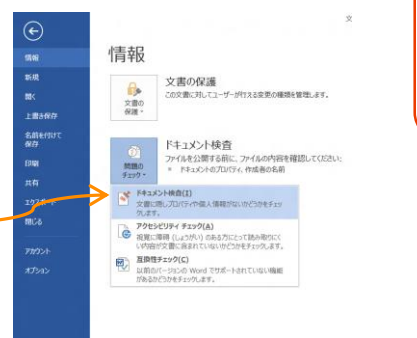 文
情報
情報
新規
開く
上書き保存
名前を付けて
保存
印刷
共有
エクスポート
閉じる
アカウント
オプション
文書の
保護
文書の保護
この文書に対してユーザーが行える変更の種類を管理します。
問題の
チェック
ドキュメント検査
ファイルを公開する前に、ファイルの内容を確認してください:
ドキュメントのプロパティ、作成者の名前
ドキュメント検査(I)
文書に隠しプロパティや個人情報がないかどうかをチェッ
クします。
アクセシビリティ チェック(A)
視覚に障碍 (しょうがい) のある方にとって読み取りにく
い内容が文書に含まれていないかどうかをチェックします。
互換性チェック(C)
以前のバージョンの Word でサポートされていない機能
があるかどうかをチェックします。